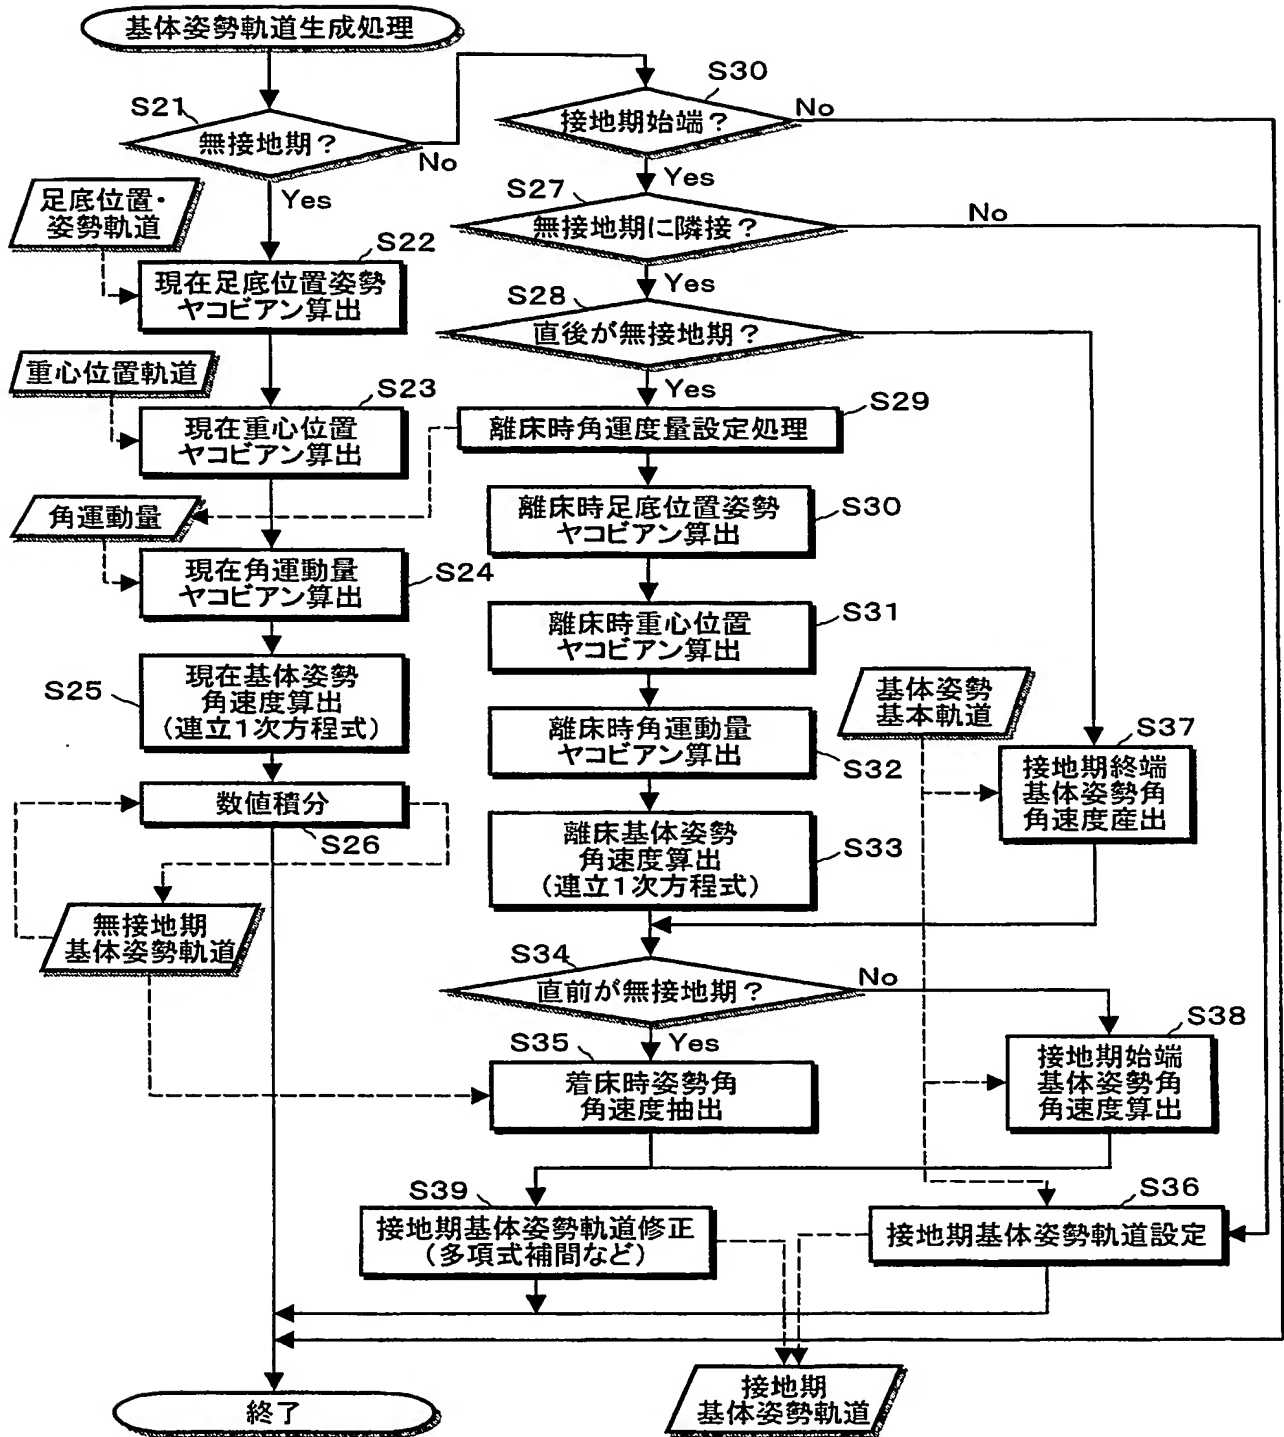 基体姿勢軌道生成処理
S21
無接地期?
No
Yes
足底位置・
姿勢軌道
S22
現在足底位置姿勢
ヤコビアン算出
重心位置軌道
S23
現在重心位置
ヤコビアン算出
角運動量
現在角運動量
ヤコビアン算出
S24
S25
現在基体姿勢
角速度算出
(連立1次方程式)
数値積分
S26
無接地期
基体姿勢軌道
S30
接地期始端?
No
Yes
S27
無接地期に隣接?
No
Yes
S28
直後が無接地期?
Yes
S29
離床時角運度量設定処理
離床時足底位置姿勢
ヤコビアン算出
S30
離床時重心位置
ヤコビアン算出
S31
離床時角運動量
ヤコビアン算出
S32
離床基体姿勢
角速度算出
(連立1次方程式)
S33
基体姿勢
基本軌道
S37
接地期終端
基体姿勢角
角速度産出
S34
直前が無接地期?
No
Yes
S35
着床時姿勢角
角速度抽出
S38
接地期始端
基体姿勢角
角速度算出
S39
接地期基体姿勢軌道修正
(多項式補間など)
S36
接地期基体姿勢軌道設定
終了
接地期
基体姿勢軌道